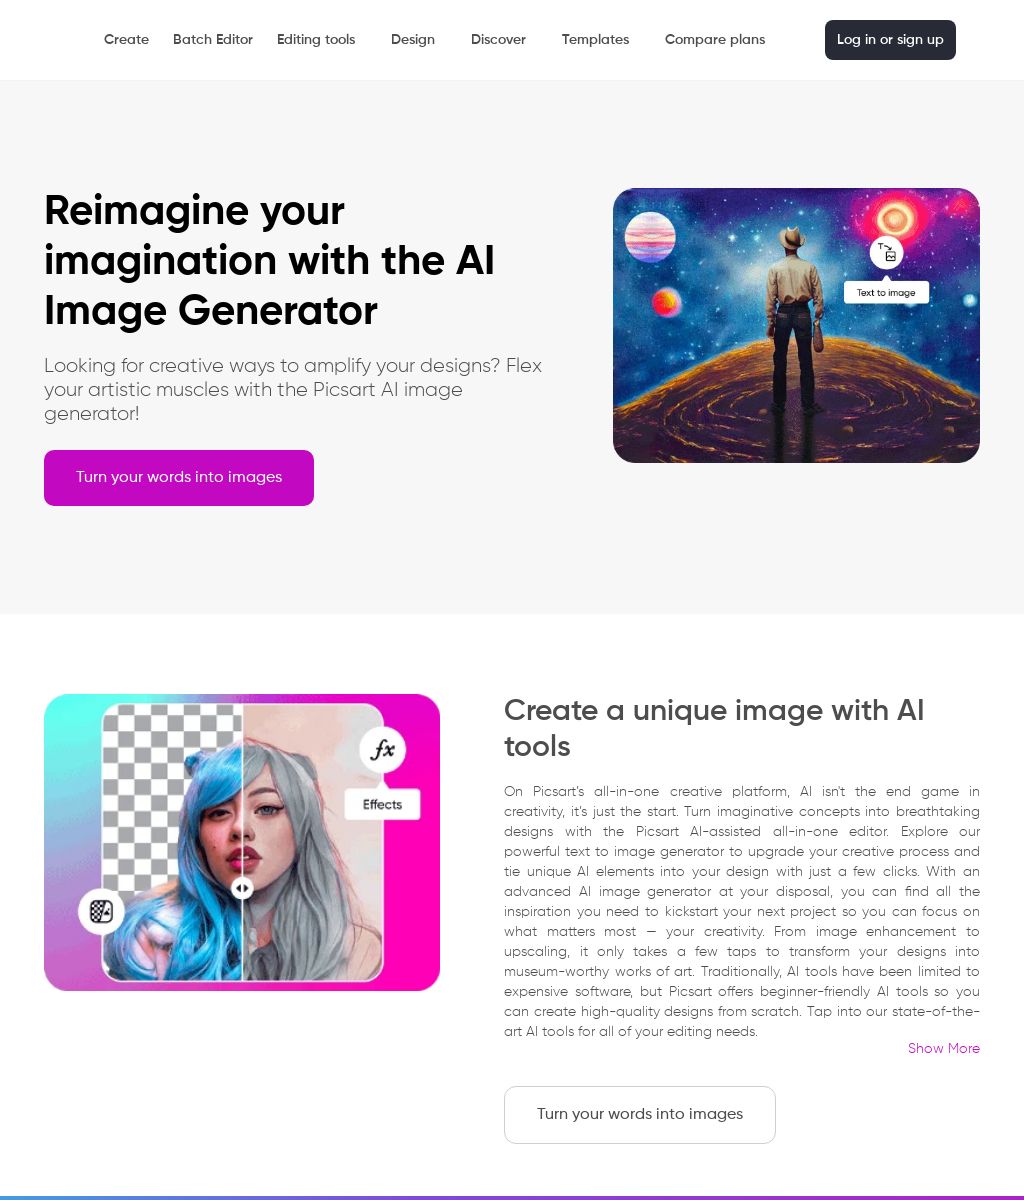 Create Batch Editor Editing tools Design Discover Templates Compare plans Log in or sign up
Reimagine your
imagination with the AI
Image Generator
Looking for creative ways to amplify your designs? Flex
your artistic muscles with the Picsart AI image
generator!
Turn your words into images
T
Text to image
fx
Effects
Create a unique image with AI
tools
On Picsart's all-in-one creative platform, AI isn't the end game in
creativity, it's just the start. Turn imaginative concepts into breathtaking
designs with the Picsart AI-assisted all-in-one editor. Explore our
powerful text to image generator to upgrade your creative process and
tie unique AI elements into your design with just a few clicks. With an
advanced AI image generator at your disposal, you can find all the
inspiration you need to kickstart your next project so you can focus on
what matters most — your creativity. From image enhancement to
upscaling, it only takes a few taps to transform your designs into
museum-worthy works of art. Traditionally, AI tools have been limited to
expensive software, but Picsart offers beginner-friendly AI tools so you
can create high-quality designs from scratch. Tap into our state-of-the-
art AI tools for all of your editing needs.
Show More
Turn your words into images